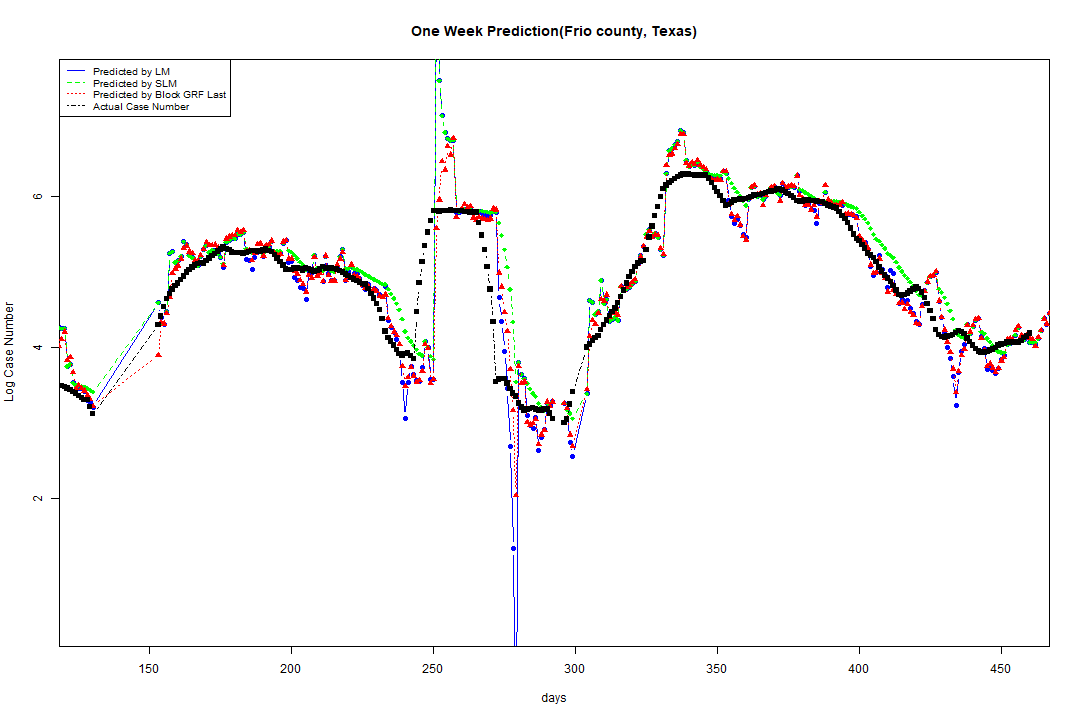 One Week Prediction(Frio county, Texas)
Predicted by LM
Predicted by SLM
Predicted by Block GRF Last
Actual Case Number
Log Case Number
6
4
2
150 200 250 300 350 400 450
days